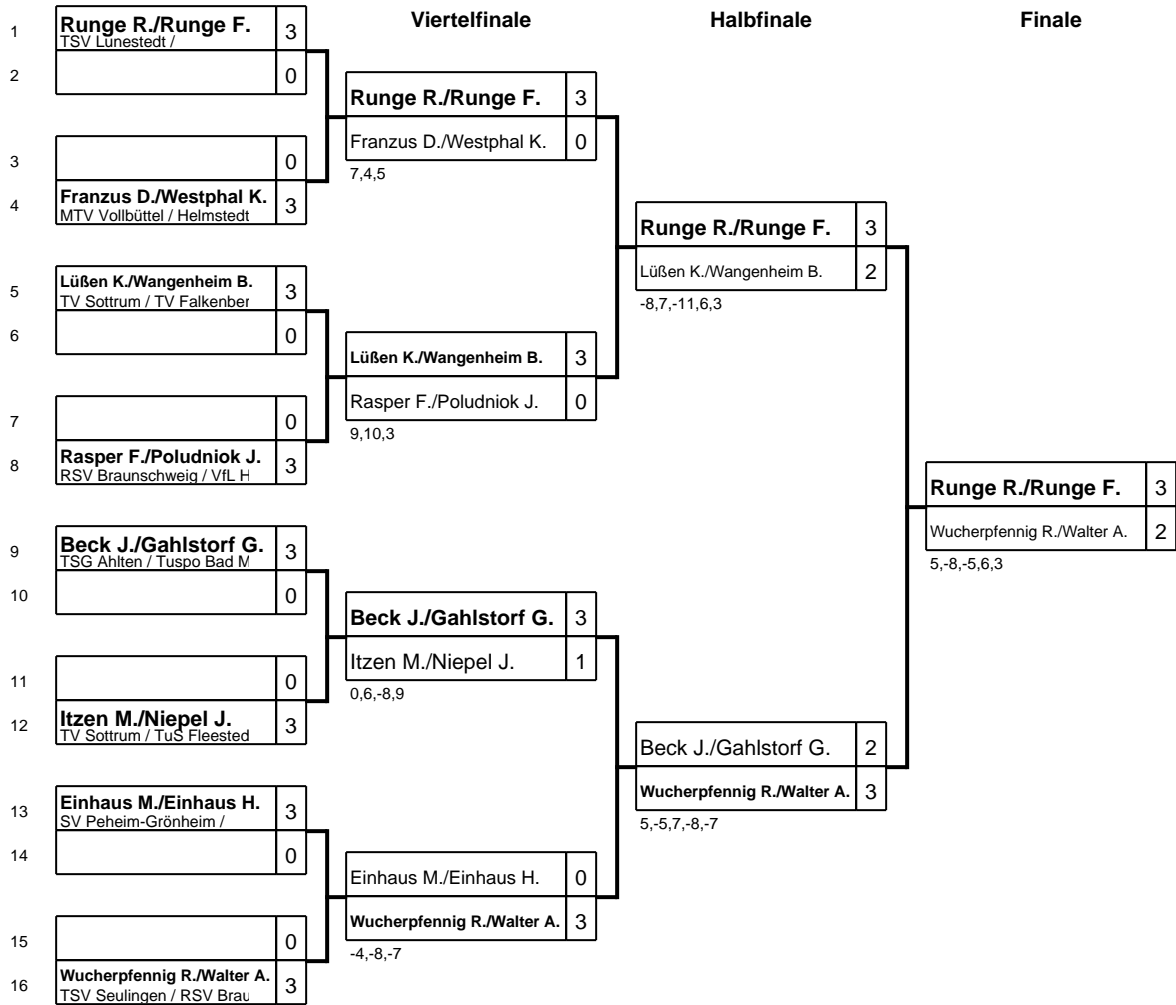 Viertelfinale
Halbfinale
Finale
1
Runge R./Runge F. 3
TSV Lunestedt /
2
0
3
0
4
Franzus D./Westphal K. 3
MTV Vollbüttel / Helmstedt
5
Lüßen K./Wangenheim B. 3
TV Sottrum / TV Falkenber
6
0
7
0
8
Rasper F./Poludniok J. 3
RSV Braunschweig / VfL H
9
Beck J./Gahlstorf G. 3
TSG Ahlten / Tuspo Bad M
10
0
11
0
12
Itzen M./Niepel J. 3
TV Sottrum / TuS Fleested
13
Einhaus M./Einhaus H. 3
SV Peheim-Grönheim /
14
0
15
0
16
Wucherpfennig R./Walter A. 3
TSV Seulingen / RSV Brau
Runge R./Runge F. 3
Franzus D./Westphal K. 0
7,4,5
Lüßen K./Wangenheim B. 3
Rasper F./Poludniok J. 0
9,10,3
Beck J./Gahlstorf G. 3
Itzen M./Niepel J. 1
0,6,-8,9
Einhaus M./Einhaus H. 0
Wucherpfennig R./Walter A. 3
-4,-8,-7
Runge R./Runge F. 3
Lüßen K./Wangenheim B. 2
-8,7,-11,6,3
Beck J./Gahlstorf G. 2
Wucherpfennig R./Walter A. 3
5,-5,7,-8,-7
Runge R./Runge F. 3
Wucherpfennig R./Walter A. 2
5,-8,-5,6,3